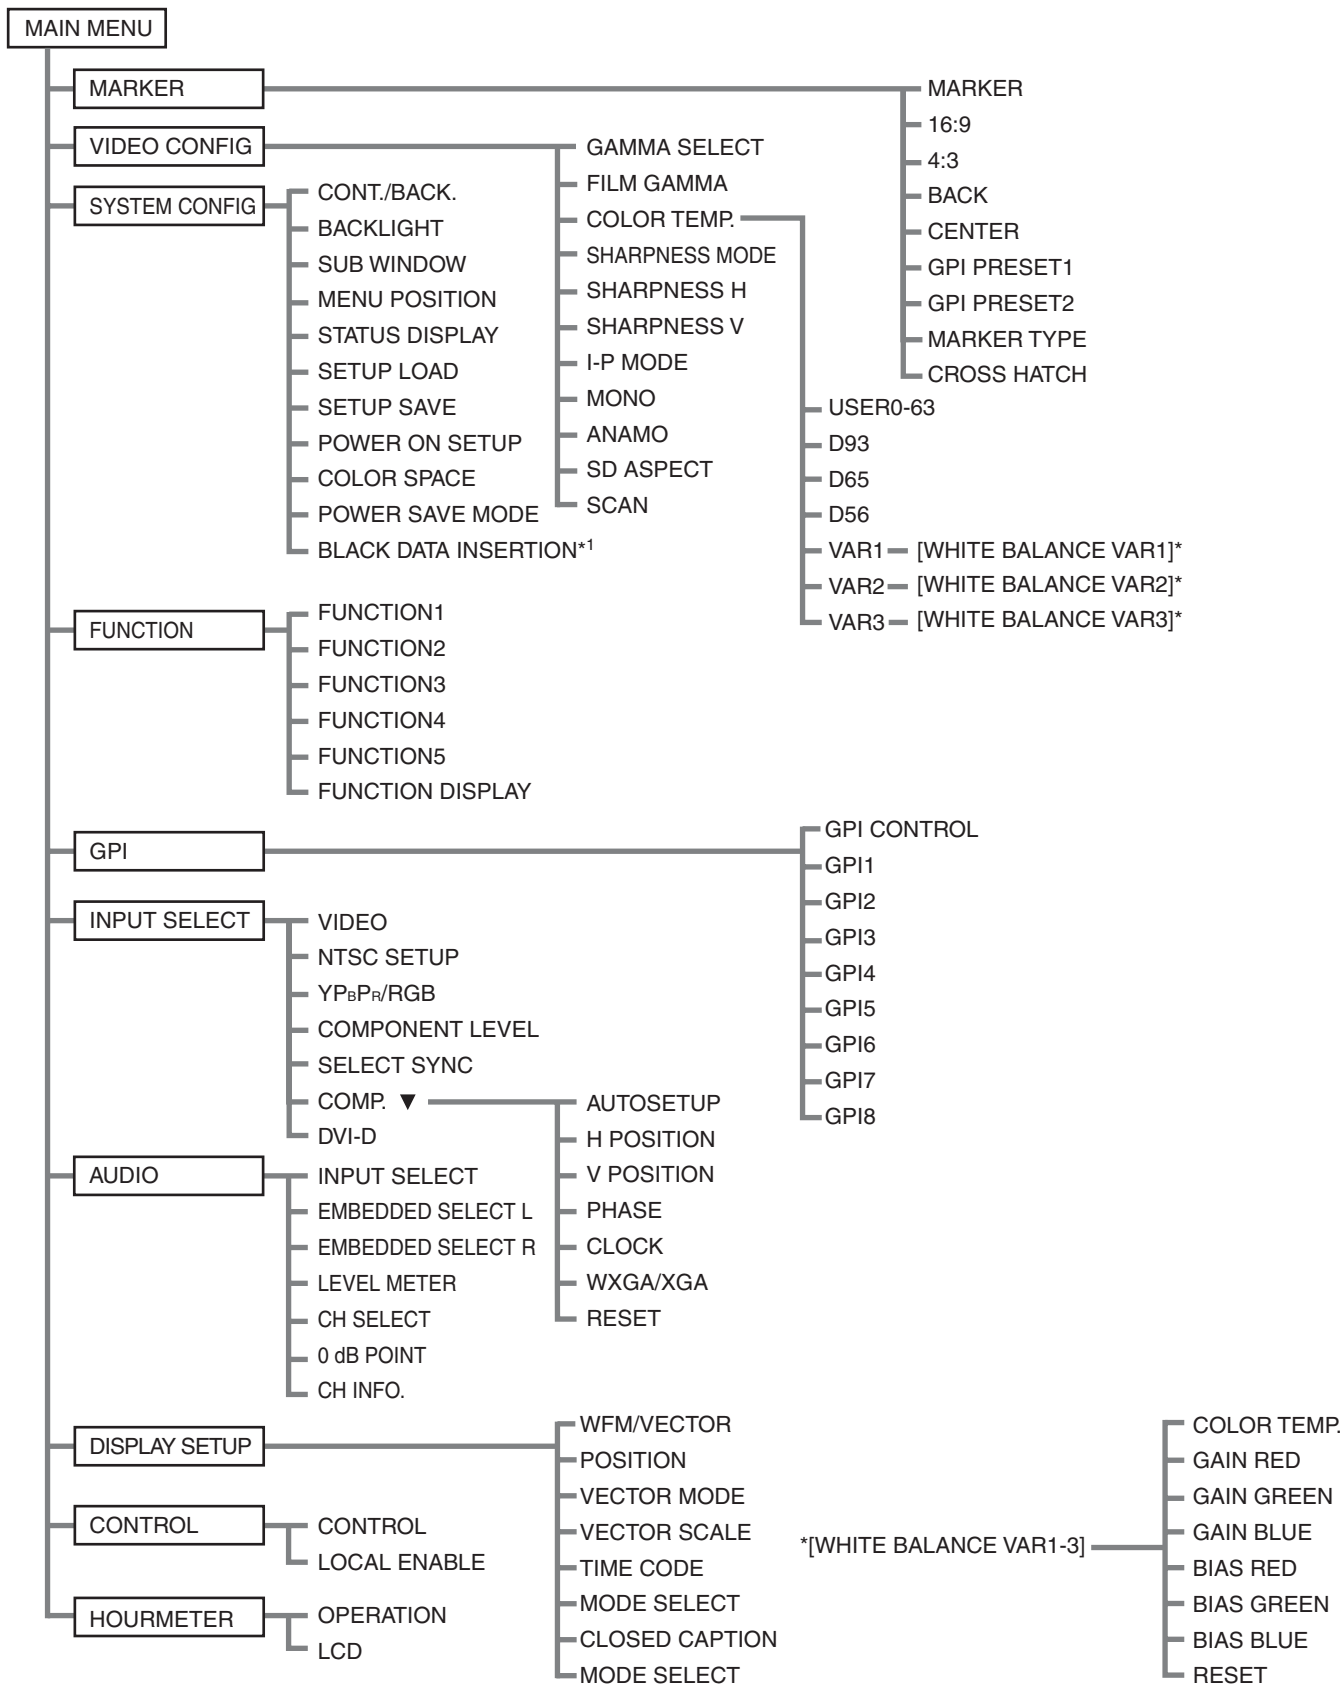 MAIN MENU
MARKER
MARKER
16:9
4:3
BACK
CENTER
GPI PRESET1
GPI PRESET2
MARKER TYPE
CROSS HATCH
VIDEO CONFIG
GAMMA SELECT
FILM GAMMA
COLOR TEMP.
SHARPNESS MODE
SHARPNESS H
SHARPNESS V
I-P MODE
MONO
ANAMO
SD ASPECT
SCAN
USER0-63
D93
D65
D56
VAR1 [WHITE BALANCE VAR1]*
VAR2 [WHITE BALANCE VAR2]*
VAR3 [WHITE BALANCE VAR3]*
SYSTEM CONFIG
CONT./BACK.
BACKLIGHT
SUB WINDOW
MENU POSITION
STATUS DISPLAY
SETUP LOAD
SETUP SAVE
POWER ON SETUP
COLOR SPACE
POWER SAVE MODE
BLACK DATA INSERTION*1
FUNCTION
FUNCTION1
FUNCTION2
FUNCTION3
FUNCTION4
FUNCTION5
FUNCTION DISPLAY
GPI
GPI CONTROL
GPI1
GPI2
GPI3
GPI4
GPI5
GPI6
GPI7
GPI8
INPUT SELECT
VIDEO
NTSC SETUP
YPBPR/RGB
COMPONENT LEVEL
SELECT SYNC
COMP. ▼
DVI-D
AUTOSETUP
H POSITION
V POSITION
PHASE
CLOCK
WXGA/XGA
RESET
AUDIO
INPUT SELECT
EMBEDDED SELECT L
EMBEDDED SELECT R
LEVEL METER
CH SELECT
0 dB POINT
CH INFO.
DISPLAY SETUP
WFM/VECTOR
POSITION
VECTOR MODE
VECTOR SCALE
TIME CODE
MODE SELECT
CLOSED CAPTION
MODE SELECT
CONTROL
CONTROL
LOCAL ENABLE
HOURMETER
OPERATION
LCD
*[WHITE BALANCE VAR1-3]
COLOR TEMP.
GAIN RED
GAIN GREEN
GAIN BLUE
BIAS RED
BIAS GREEN
BIAS BLUE
RESET